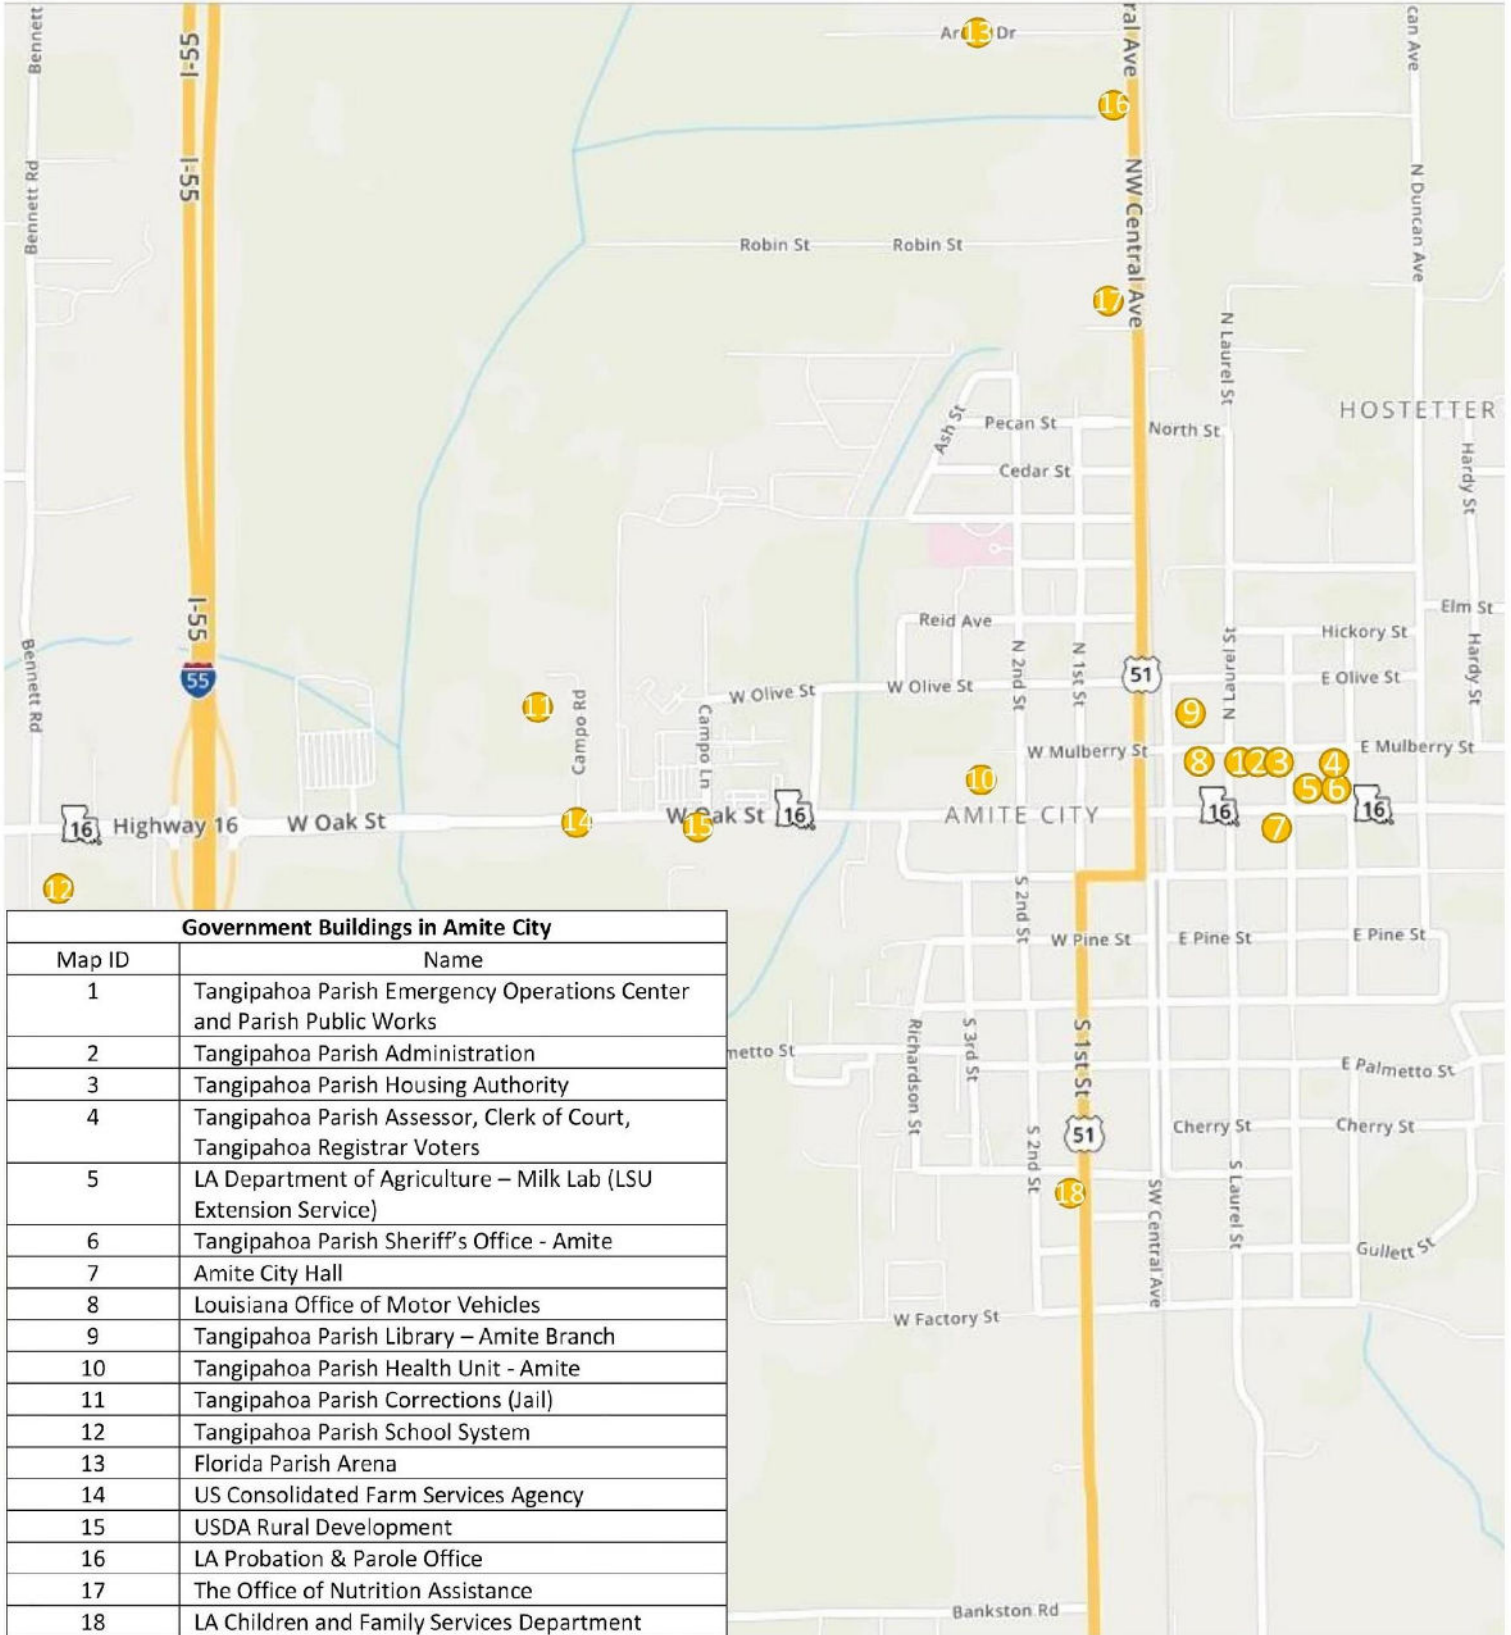 Bennett
I-55
Ar
13
Dr
ral Ave
can Ave
16
Bennett Rd
I-55
NW Central Ave
N Duncan Ave
Robin St
Robin St
17
N Laurel St
HOSTETTER
Ash St
Pecan St
North St
Cedar St
Hardy St
I-55
Reid Ave
Elm St
Hickory St
Bennett Rd
55
N 2nd St
N 1st St
51
N Laurel St
E Olive St
Hardy St
11
Campo Rd
W Olive St
W Olive St
9
Campo Ln
W Mulberry St
E Mulberry St
8
1
2
3
4
10
5
6
16
Highway 16
W Oak St
14
W Oak St
15
16
AMITE CITY
16
16
7
12
S 2nd St
W Pine St
E Pine St
E Pine St
Richardson St
S 3rd St
S 1st St
metto St
E Palmetto St
S 2nd St
51
Cherry St
Cherry St
18
SW Central Ave
S Laurel St
Gullett St
W Factory St
Bankston Rd
Government Buildings in Amite City
Map ID Name
1 Tangipahoa Parish Emergency Operations Center
and Parish Public Works
2 Tangipahoa Parish Administration
3 Tangipahoa Parish Housing Authority
4 Tangipahoa Parish Assessor, Clerk of Court,
Tangipahoa Registrar Voters
5 LA Department of Agriculture – Milk Lab (LSU
Extension Service)
6 Tangipahoa Parish Sheriff's Office - Amite
7 Amite City Hall
8 Louisiana Office of Motor Vehicles
9 Tangipahoa Parish Library – Amite Branch
10 Tangipahoa Parish Health Unit - Amite
11 Tangipahoa Parish Corrections (Jail)
12 Tangipahoa Parish School System
13 Florida Parish Arena
14 US Consolidated Farm Services Agency
15 USDA Rural Development
16 LA Probation & Parole Office
17 The Office of Nutrition Assistance
18 LA Children and Family Services Department